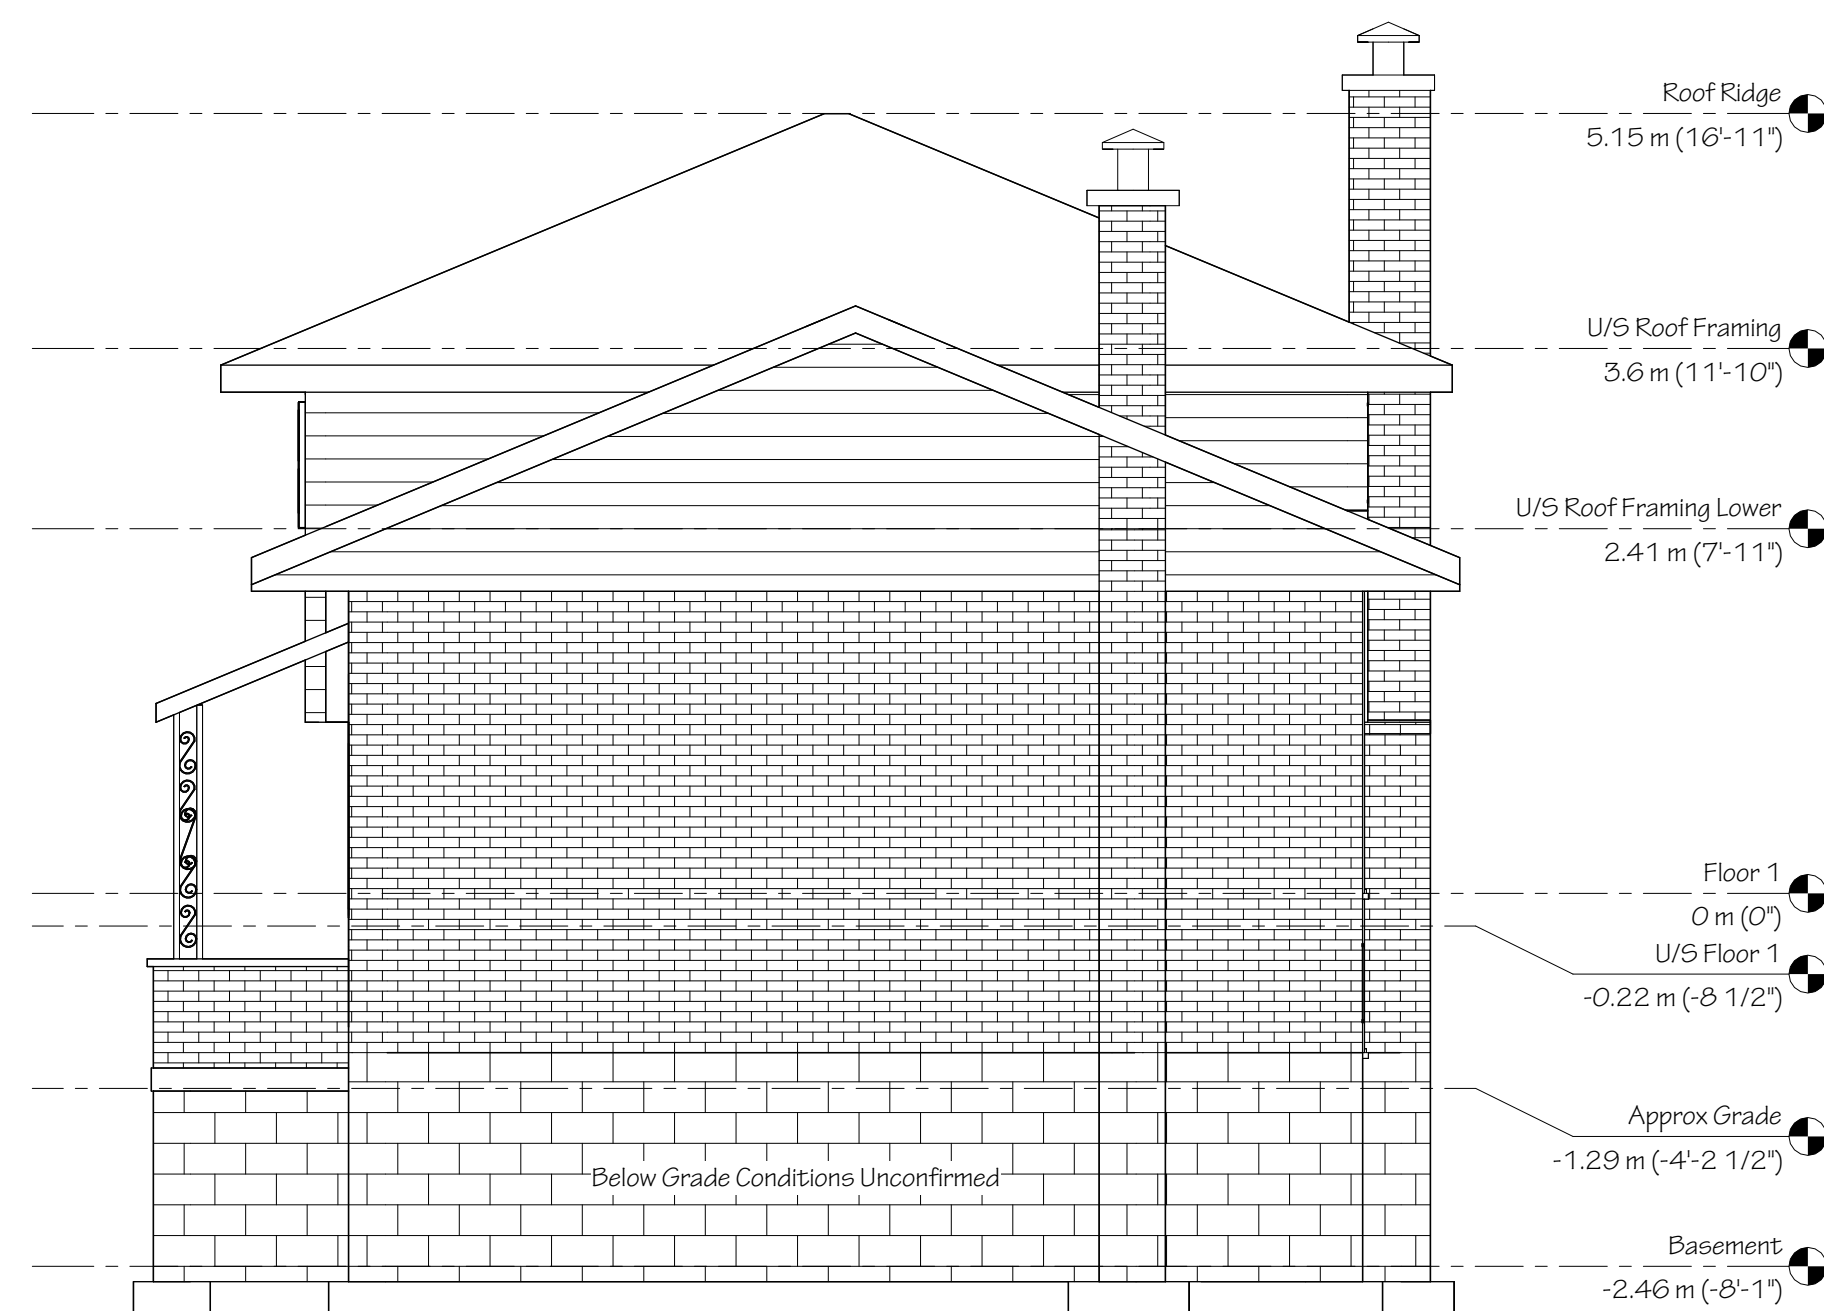 Roof Ridge
5.15 m (16'-11")
U/S Roof Framing
3.6 m (11'-10")
U/S Roof Framing Lower
2.41 m (7'-11")
Floor 1
0 m (0")
U/S Floor 1
-0.22 m (-8 1/2")
Approx Grade
-1.29 m (-4'-2 1/2")
Below Grade Conditions Unconfirmed
Basement
-2.46 m (-8'-1")